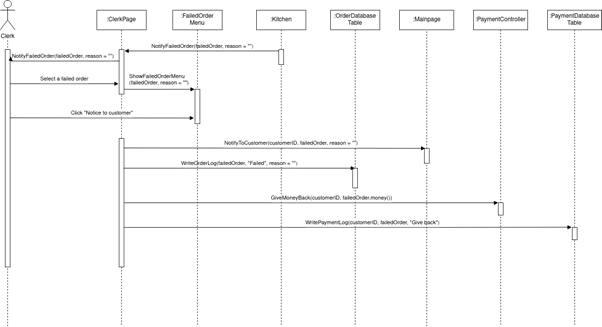 :ClerkPage
:FailedOrder
Menu
:Kitchen
:OrderDatabase
Table
:Mainpage
:PaymentController
:PaymentDatabase
Table
Clerk
NotifyFailedOrder(failedOrder, reason = "")
NotifyFailedOrder(failedOrder, reason = "")
Select a failed order
ShowFailedOrderMenu
(failedOrder, reason = "")
Click "Notice to customer"
NotifyToCustomer(customerID, failedOrder, reason = "")
WriteOrderLog(failedOrder, "Failed", reason = "")
GiveMoneyBack(customerID, failedOrder.money())
WritePaymentLog(customerID, failedOrder, "Give back")